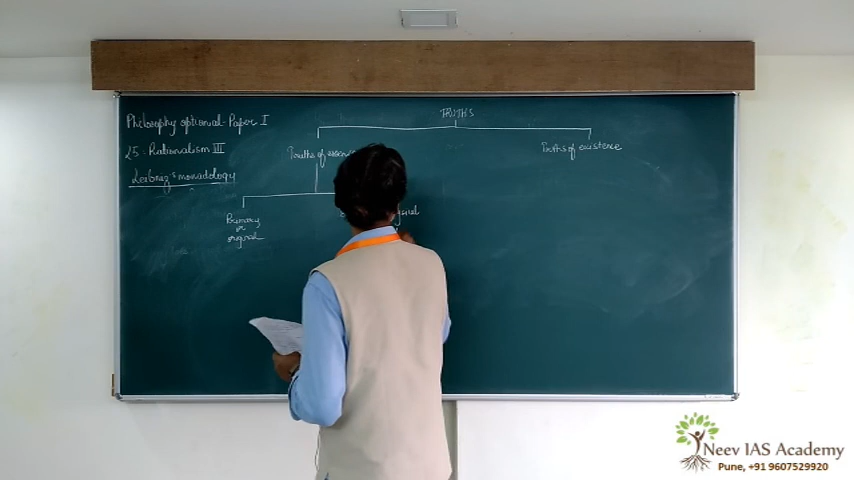 Philosophy optional - Paper I
25. Rationalism III
Leibniz's monadology
TRUTHS
Truths of
Truths of existence
Primary
or
original
Neev IAS Academy
Pune, +91 9607529920